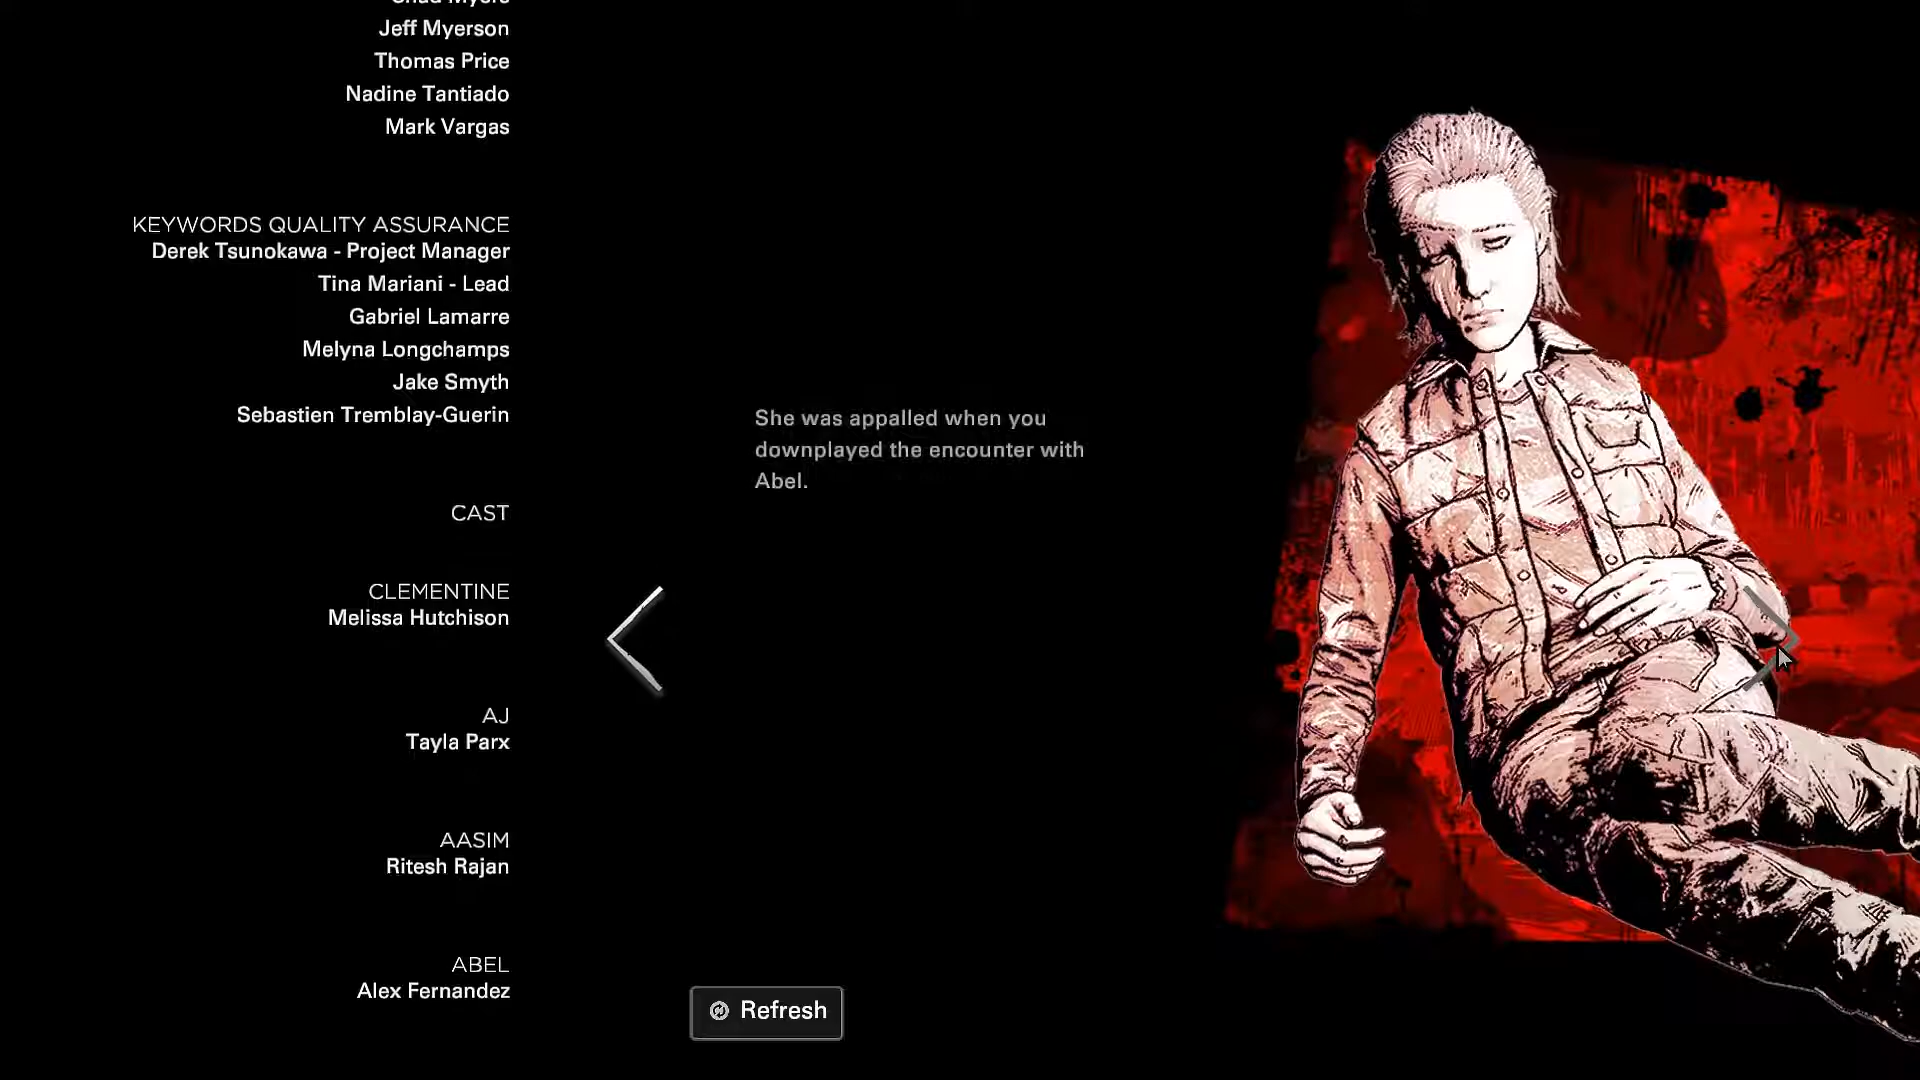 Jeff Myerson
Thomas Price
Nadine Tantiado
Mark Vargas
KEYWORDS QUALITY ASSURANCE
Derek Tsunokawa - Project Manager
Tina Mariani - Lead
Gabriel Lamarre
Melyna Longchamps
Jake Smyth
Sebastien Tremblay-Guerin
CAST
CLEMENTINE
Melissa Hutchison
AJ
Tayla Parx
AASIM
Ritesh Rajan
ABEL
Alex Fernandez
She was appalled when you
downplayed the encounter with
Abel.
Refresh